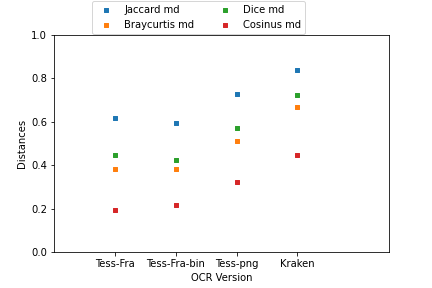 Jaccard md Dice md
Braycurtis md Cosinus md
1.0
0.8
0.6
0.4
0.2
0.0
Distances
Tess-Fra Tess-Fra-bin Tess-png Kraken
OCR Version